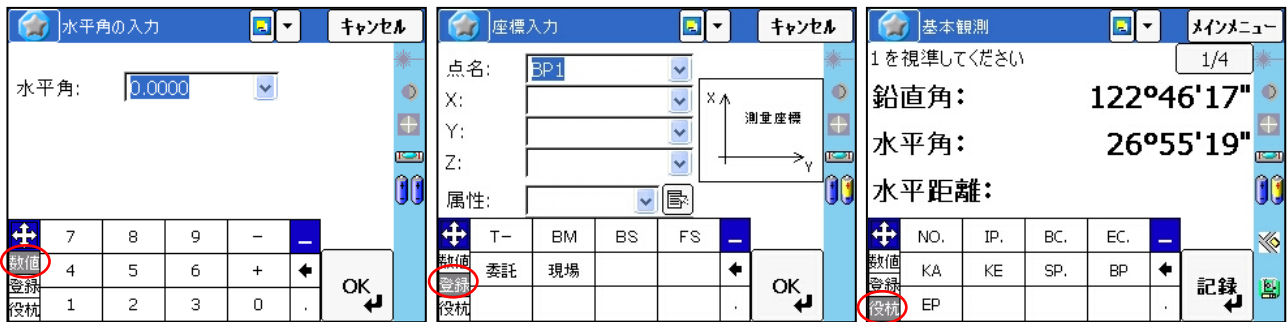 水平角の入力
キャンセル
水平角: 0.0000
7 8 9 −
数値 4 5 6 +
登録
役杭 1 2 3 0 .
OK
座標入力
キャンセル
点名: BP1
X:
Y:
Z:
属性:
X
測量座標
Y
T− BM BS FS
数値 委託 現場
登録
役杭 .
OK
基本観測
メインメニュー
1を視準してください
1/4
鉛直角: 122°46'17"
水平角: 26°55'19"
水平距離:
NO. IP. BC. EC.
数値 KA KE SP. BP
登録
役杭 EP .
記録